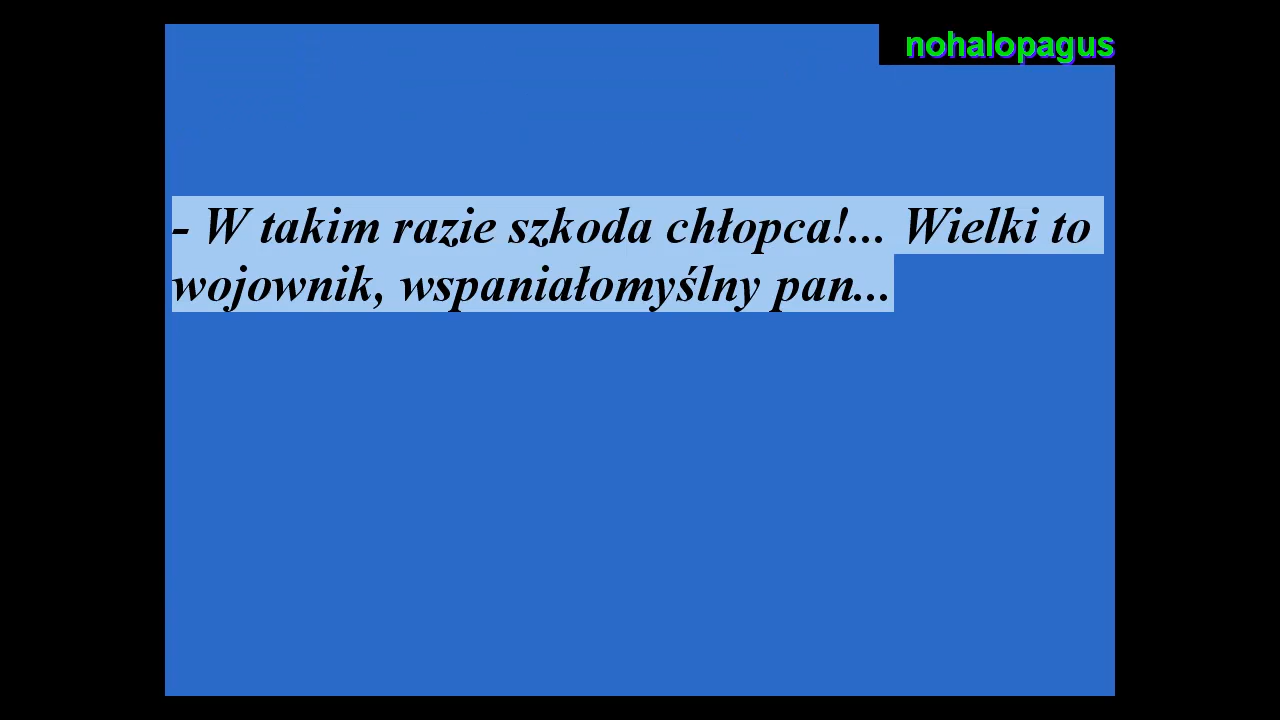 nohalopagus
- W takim razie szkoda chłopca!... Wielki to
wojownik, wspaniałomyślny pan...